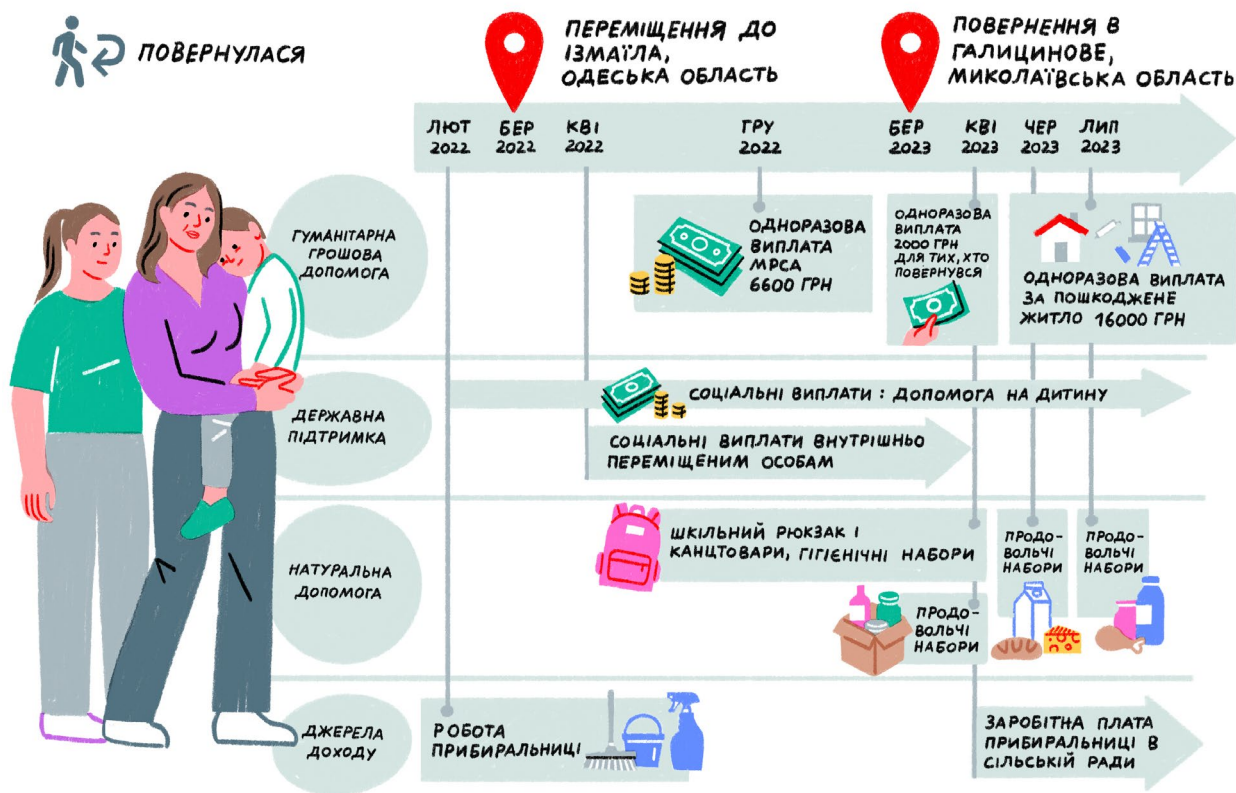 ПОВЕРНУЛАСЯ
ПЕРЕМІЩЕННЯ ДО
ІЗМАЇЛА,
ОДЕСЬКА ОБЛАСТЬ
ПОВЕРНЕННЯ В
ГАЛИЦИНОВЕ,
МИКОЛАЇВСЬКА ОБЛАСТЬ
ЛЮТ
2022
БЕР
2022
КВІ
2022
ГРУ
2022
БЕР
2023
КВІ
2023
ЧЕР
2023
ЛИП
2023
ГУМАНІТАРНА
ГРОШОВА
ДОПОМОГА
ОДНОРАЗОВА
ВИПЛАТА
MPCA
6600 ГРН
ОДНОРАЗОВА
ВИПЛАТА
2000 ГРН
ДЛЯ ТИХ, ХТО
ПОВЕРНУВСЯ
ОДНОРАЗОВА ВИПЛАТА
ЗА ПОШКОДЖЕНЕ
ЖИТЛО 16000 ГРН
ДЕРЖАВНА
ПІДТРИМКА
СОЦІАЛЬНІ ВИПЛАТИ : ДОПОМОГА НА ДИТИНУ
СОЦІАЛЬНІ ВИПЛАТИ ВНУТРІШНЬО
ПЕРЕМІЩЕНИМ ОСОБАМ
НАТУРАЛЬНА
ДОПОМОГА
ШКІЛЬНИЙ РЮКЗАК І
КАНЦТОВАРИ, ГІГІЄНІЧНІ НАБОРИ
ПРОДО-
ВОЛЬЧІ
НАБОРИ
ПРОДО-
ВОЛЬЧІ
НАБОРИ
ПРОДО-
ВОЛЬЧІ
НАБОРИ
ДЖЕРЕЛА
ДОХОДУ
РОБОТА
ПРИБИРАЛЬНИЦІ
ЗАРОБІТНА ПЛАТА
ПРИБИРАЛЬНИЦІ В
СІЛЬСЬКІЙ РАДИ